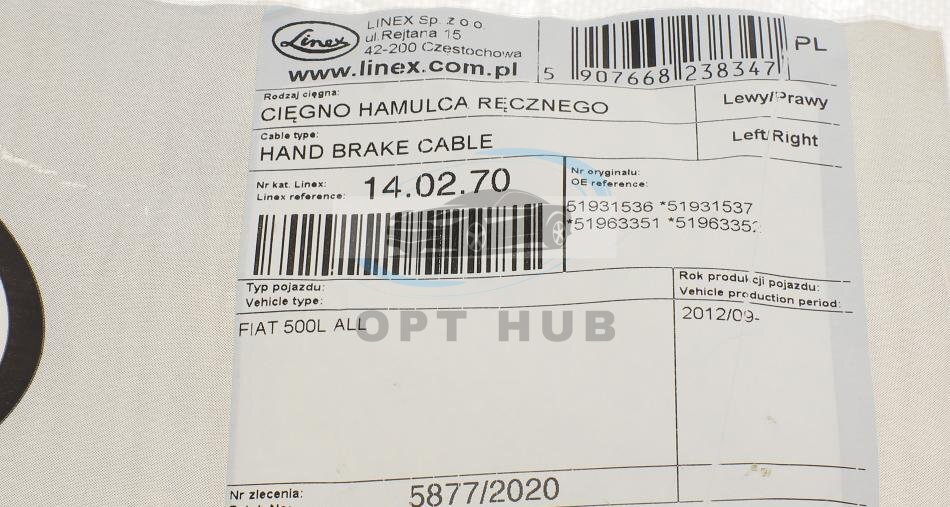 Linex
LINEX Sp. z o o.
ul.Rejtana 15
42-200 Częstochowa
www.linex.com.pl
5 907668 238347
PL
Rodzaj cięgna:
CIĘGNO HAMULCA RĘCZNEGO
Lewy/Prawy
Cable type:
HAND BRAKE CABLE
Left/Right
Nr kat. Linex:
Linex reference:
14.02.70
Nr oryginału:
OE reference:
51931536 *51931537
*51963351 *51963352
Typ pojazdu:
Vehicle type:
Rok produkcji pojazdu:
Vehicle production period:
FIAT 500L ALL
2012/09-
OPT HUB
Nr zlecenia:
5877/2020